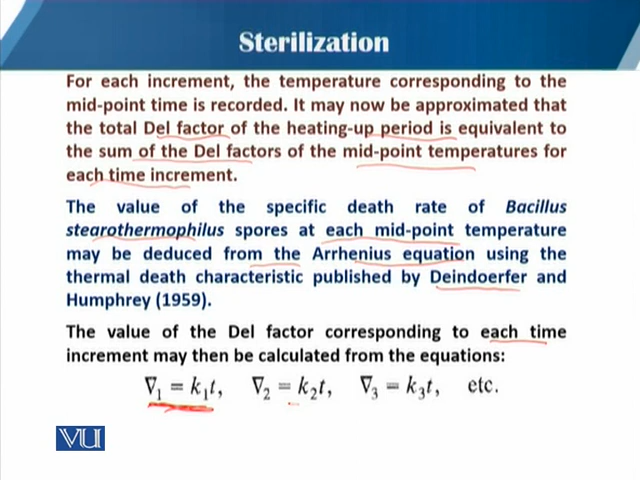 Sterilization
For each increment, the temperature corresponding to the
mid-point time is recorded. It may now be approximated that
the total Del factor of the heating-up period is equivalent to
the sum of the Del factors of the mid-point temperatures for
each time increment.
The value of the specific death rate of Bacillus
stearothermophilus spores at each mid-point temperature
may be deduced from the Arrhenius equation using the
thermal death characteristic published by Deindoerfer and
Humphrey (1959).
The value of the Del factor corresponding to each time
increment may then be calculated from the equations:
∇₁ = k₁t, ∇₂ = k₂t, ∇₃ = k₃t, etc.
VU